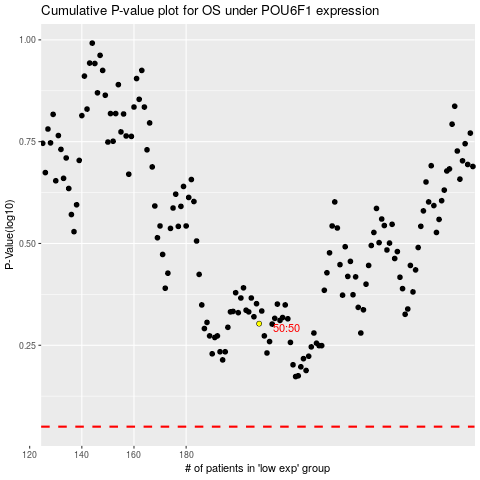 Cumulative P-value plot for OS under POU6F1 expression
P-Value(log10)
1.00
0.75
0.50
0.25
50:50
120 140 160 180
# of patients in 'low exp' group